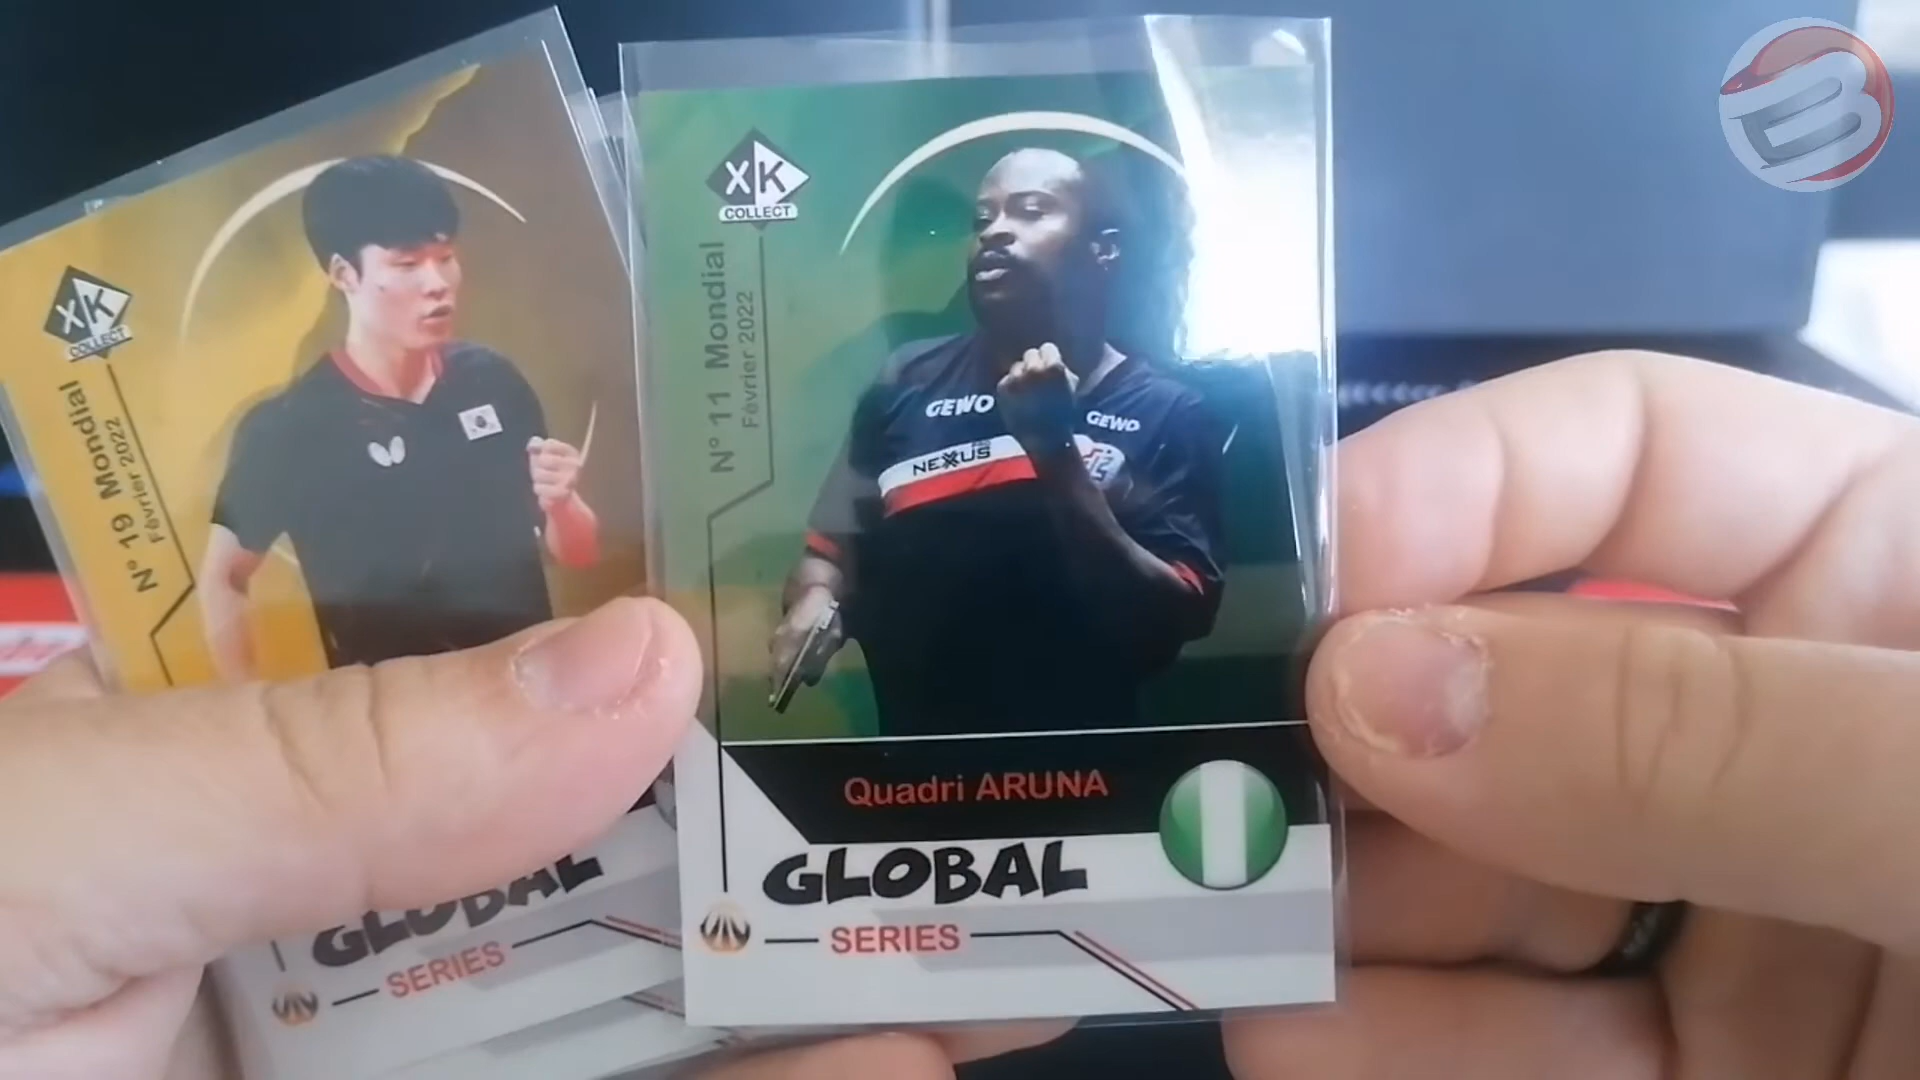 XK
COLLECT
N° 19 Mondial
Février 2022
GLOBAL
SERIES
XK
COLLECT
N° 11 Mondial
Février 2022
GEWO
GEWO
NEXXUS
Quadri ARUNA
GLOBAL
SERIES
B